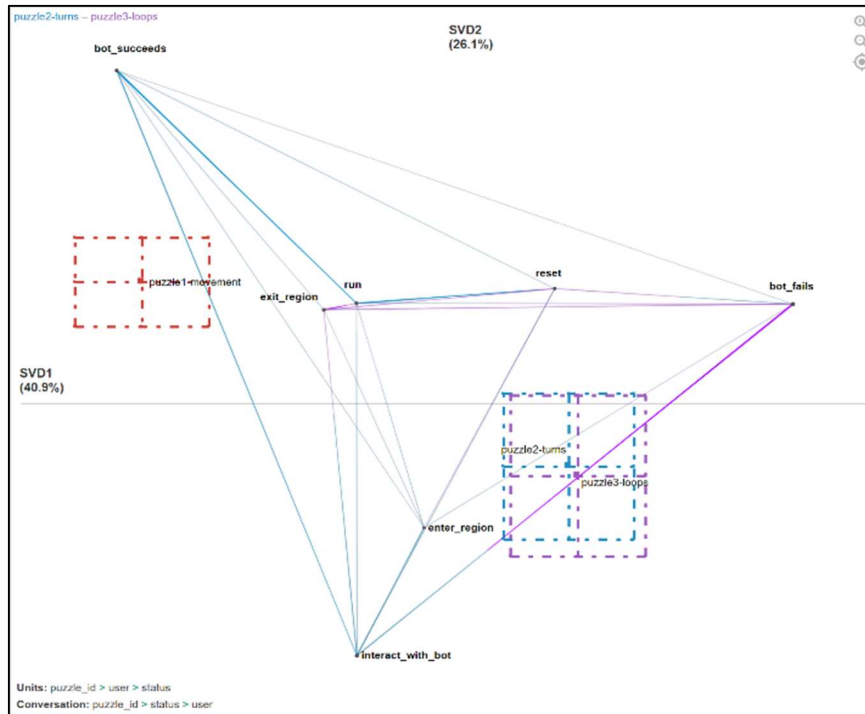 puzzle2-turns – puzzle3-loops
SVD2
(26.1%)
bot_succeeds
puzzle1-movement
run
exit_region
reset
bot_fails
SVD1
(40.9%)
puzzle2-turns
puzzle3-loops
enter_region
interact_with_bot
Units: puzzle_id > user > status
Conversation: puzzle_id > status > user